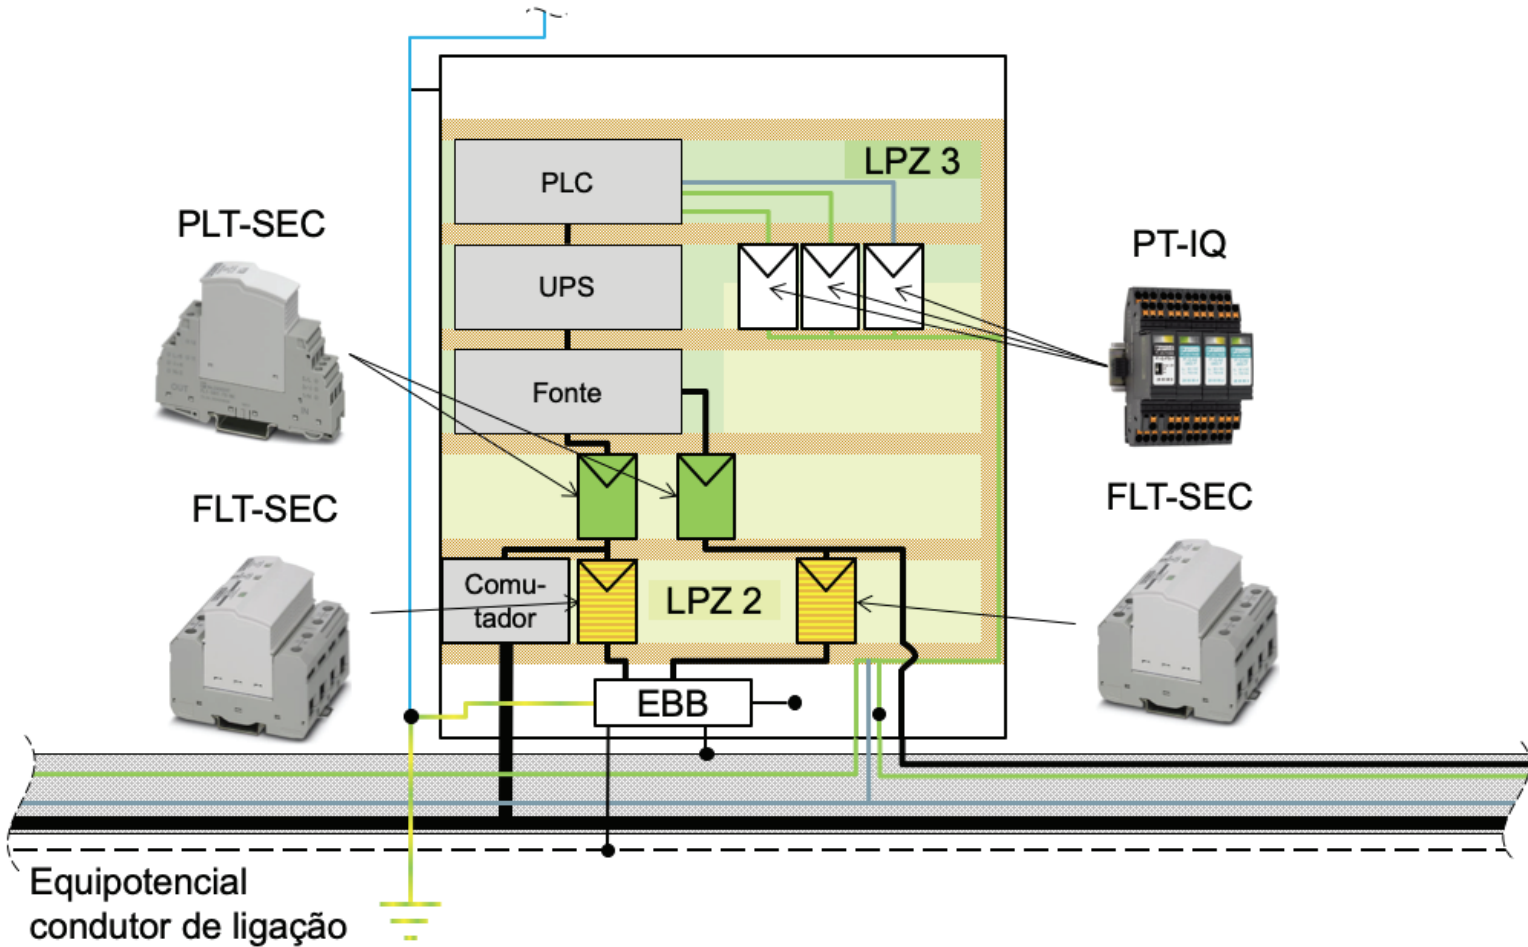 LPZ 3
PLC
PLT-SEC
PT-IQ
UPS
Fonte
FLT-SEC
FLT-SEC
Comu-
tador
LPZ 2
EBB
Equipotencial
condutor de ligação